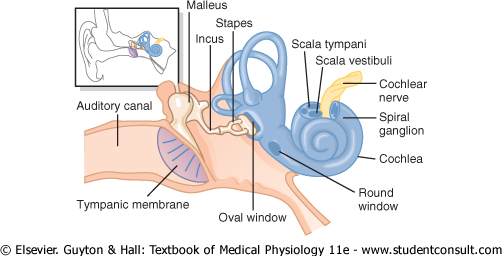 Malleus
Stapes
Incus
Scala tympani
Scala vestibuli
Cochlear
nerve
Auditory canal
Spiral
ganglion
Cochlea
Round
window
Tympanic membrane
Oval window
© Elsevier. Guyton & Hall: Textbook of Medical Physiology 11e - www.studentconsult.com